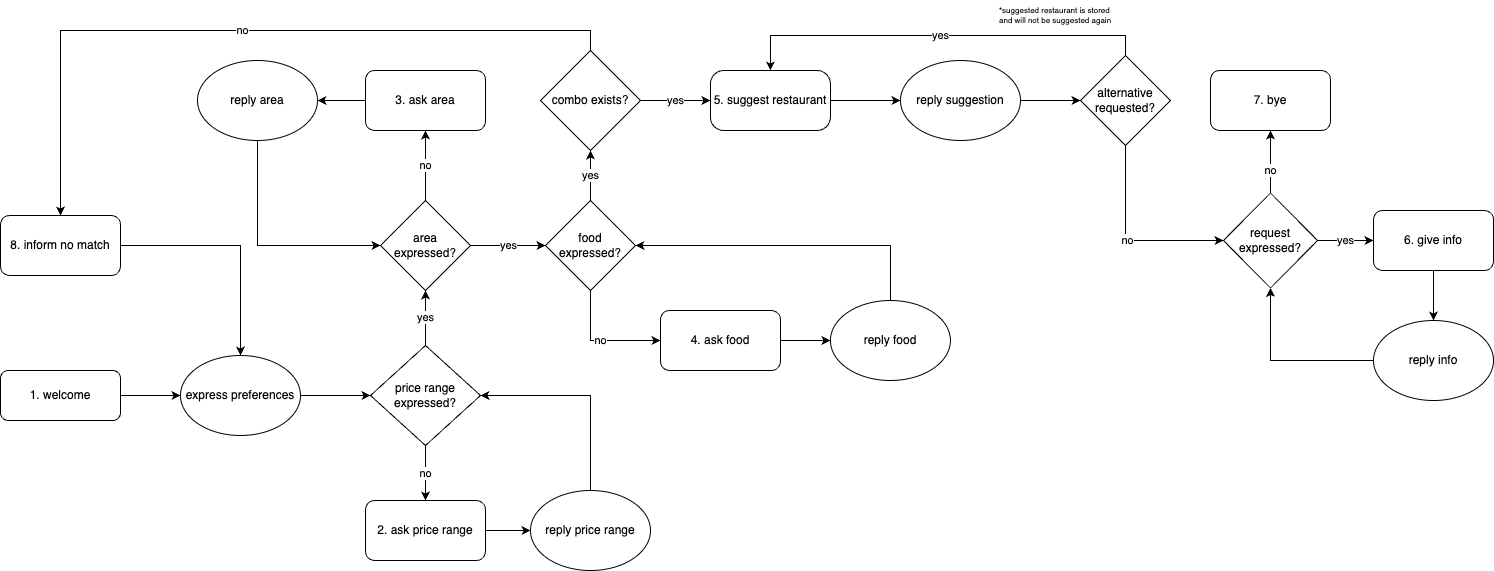 *suggested restaurant is stored
and will not be suggested again
no
yes
reply area
3. ask area
combo exists?
yes
5. suggest restaurant
reply suggestion
alternative
requested?
7. bye
no
yes
no
8. inform no match
area
expressed?
yes
food
expressed?
no
request
expressed?
yes
6. give info
yes
no
4. ask food
reply food
reply info
1. welcome
express preferences
price range
expressed?
no
2. ask price range
reply price range